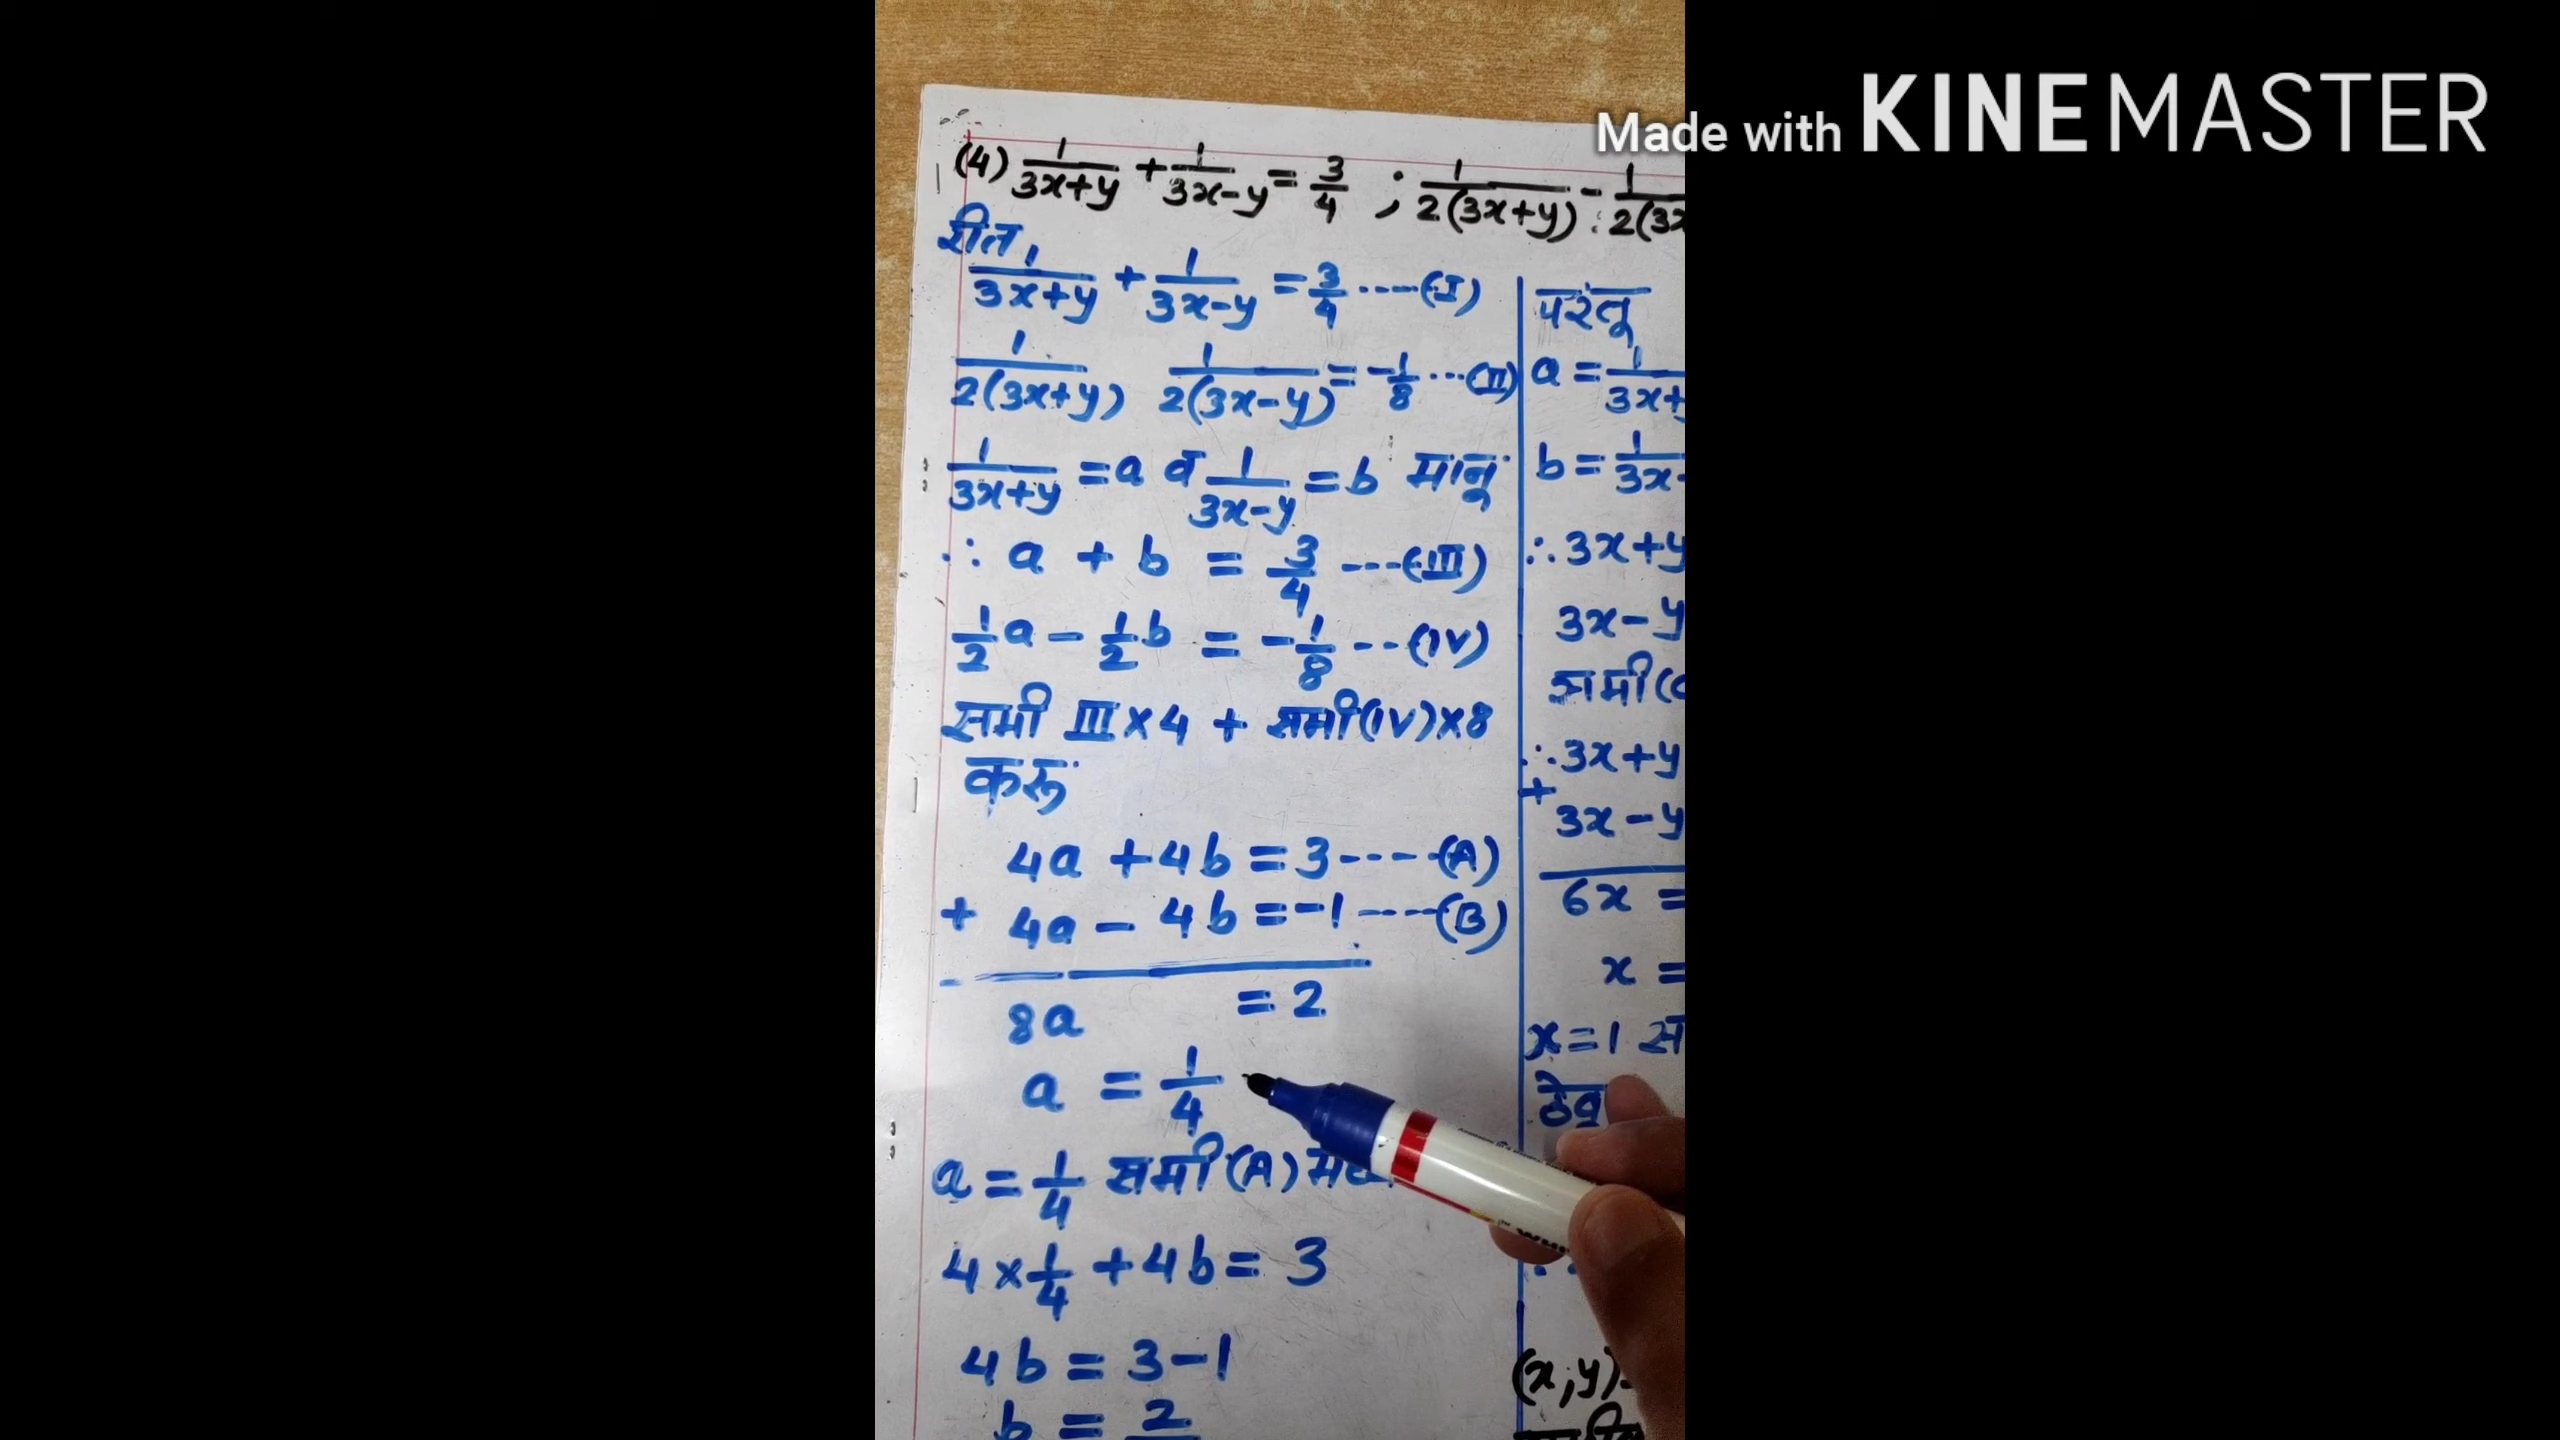 Made with KINEMASTER
(4) 1/3x+y + 1/3x-y = 3/4 ; 1/2(3x+y) - 1/2(3x
रीत,
1/3x+y + 1/3x-y = 3/4 ----(I)
1/2(3x+y) 1/2(3x-y) = -1/8 ---(II)
1/3x+y = a व 1/3x-y = b मानू
∴ a + b = 3/4 ---(III)
1/2 a - 1/2 b = -1/8 ---(IV)
समी III×4 + समी(IV)×8
करू
4a + 4b = 3 ----(A)
+ 4a - 4b = -1 ----(B)
8a = 2
a = 1/4
a = 1/4 समी (A)
4 × 1/4 + 4b = 3
4b = 3-1
b = 2
परंतू
a = 1/3x+
b = 1/3x-
∴ 3x+y
3x-y
समी (
∴ 3x+y
+ 3x-y
6x =
x =
x = 1
ठेवू
(x,y)